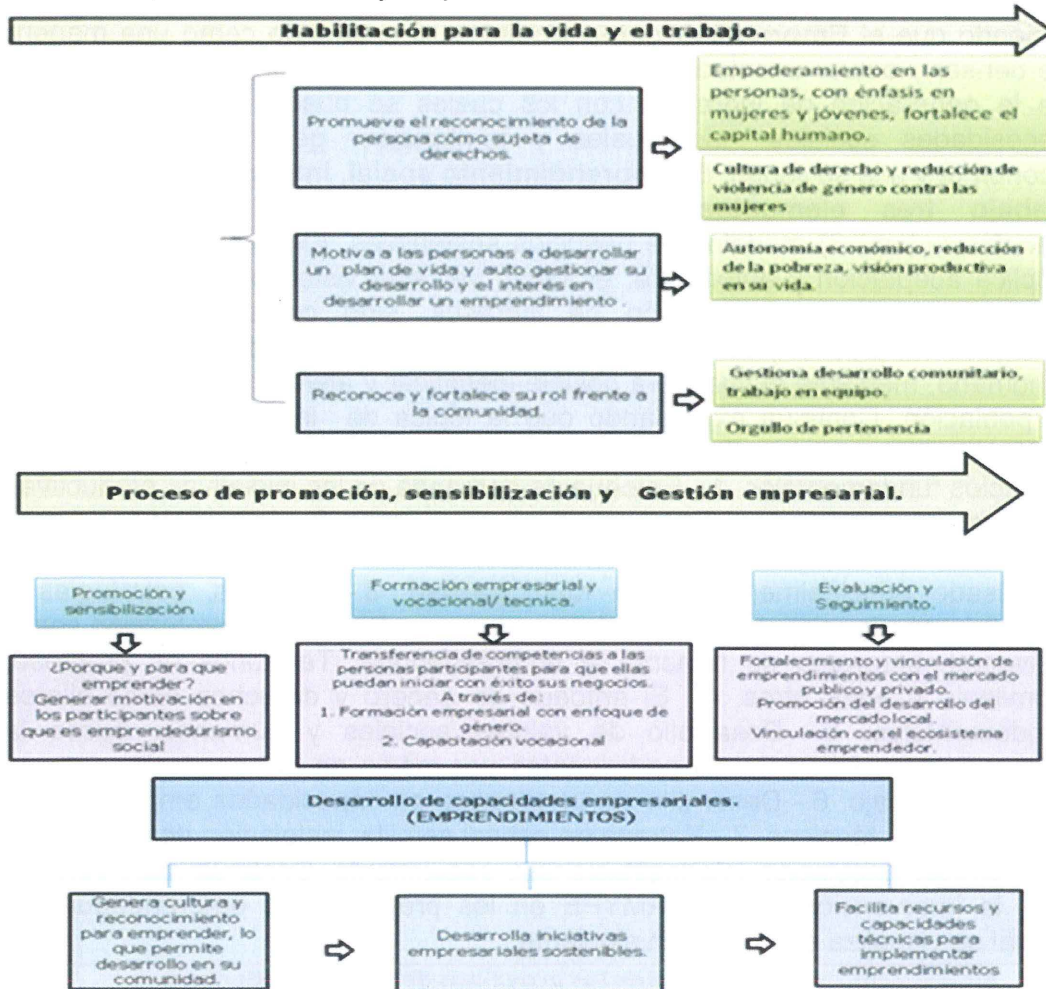 Habilitación para la vida y el trabajo.
Promueve el reconocimiento de la
persona cómo sujeta de
derechos.
Empoderamiento en las
personas, con énfasis en
mujeres y jóvenes, fortalece el
capital humano.
Cultura de derecho y reducción de
violencia de género contra las
mujeres
Motiva a las personas a desarrollar
un plan de vida y auto gestionar su
desarrollo y el interés en
desarrollar un emprendimiento .
Autonomía económico, reducción
de la pobreza, visión productiva
en su vida.
Reconoce y fortalece su rol frente a
la comunidad.
Gestiona desarrollo comunitario,
trabajo en equipo.
Orgullo de pertenencia
Proceso de promoción, sensibilización y Gestión empresarial.
Promoción y
sensibilización
¿Porque y para que
emprender?
Generar motivación en
los participantes sobre
que es emprendedurismo
social
Formación empresarial y
vocacional/ tecnica.
Transferencia de competencias a las
personas participantes para que ellas
puedan iniciar con éxito sus negocios.
A través de:
1. Formación empresarial con enfoque de
género.
2. Capacitación vocacional
Evaluación y
Seguimiento.
Fortalecimiento y vinculación de
emprendimientos con el mercado
publico y privado.
Promoción del desarrollo del
mercado local.
Vinculación con el ecosistema
emprendedor.
Desarrollo de capacidades empresariales.
(EMPRENDIMIENTOS)
Genera cultura y
reconocimiento
para emprender, lo
que permite
desarrollo en su
comunidad.
Desarrolla iniciativas
empresariales sostenibles.
Facilita recursos y
capacidades
técnicas para
implementar
emprendimientos